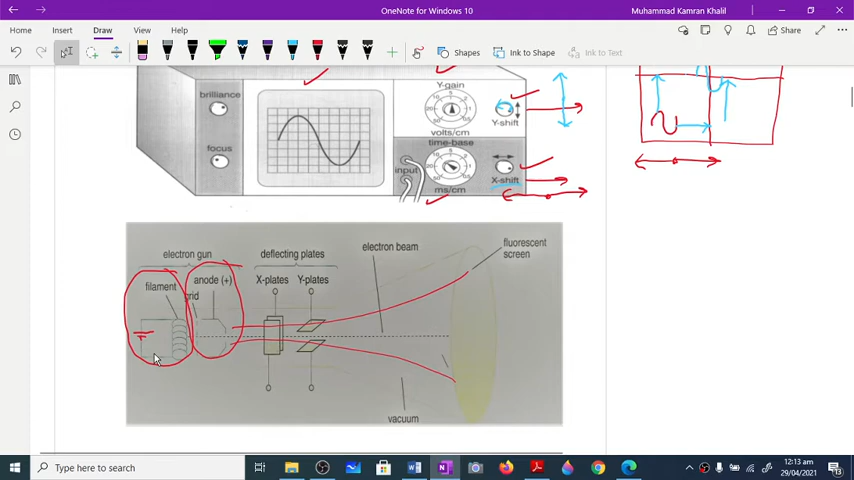 OneNote for Windows 10
Muhammad Kamran Khalil
Home
Insert
Draw
View
Help
Share
Shapes
Ink to Shape
Ink to Text
brilliance
focus
Y-gain
volts/cm
Y-shift
time-base
input
ms/cm
X-shift
electron gun
deflecting plates
electron beam
fluorescent
screen
filament
grid
anode (+)
X-plates
Y-plates
vacuum
Type here to search
12:13 am
29/04/2021